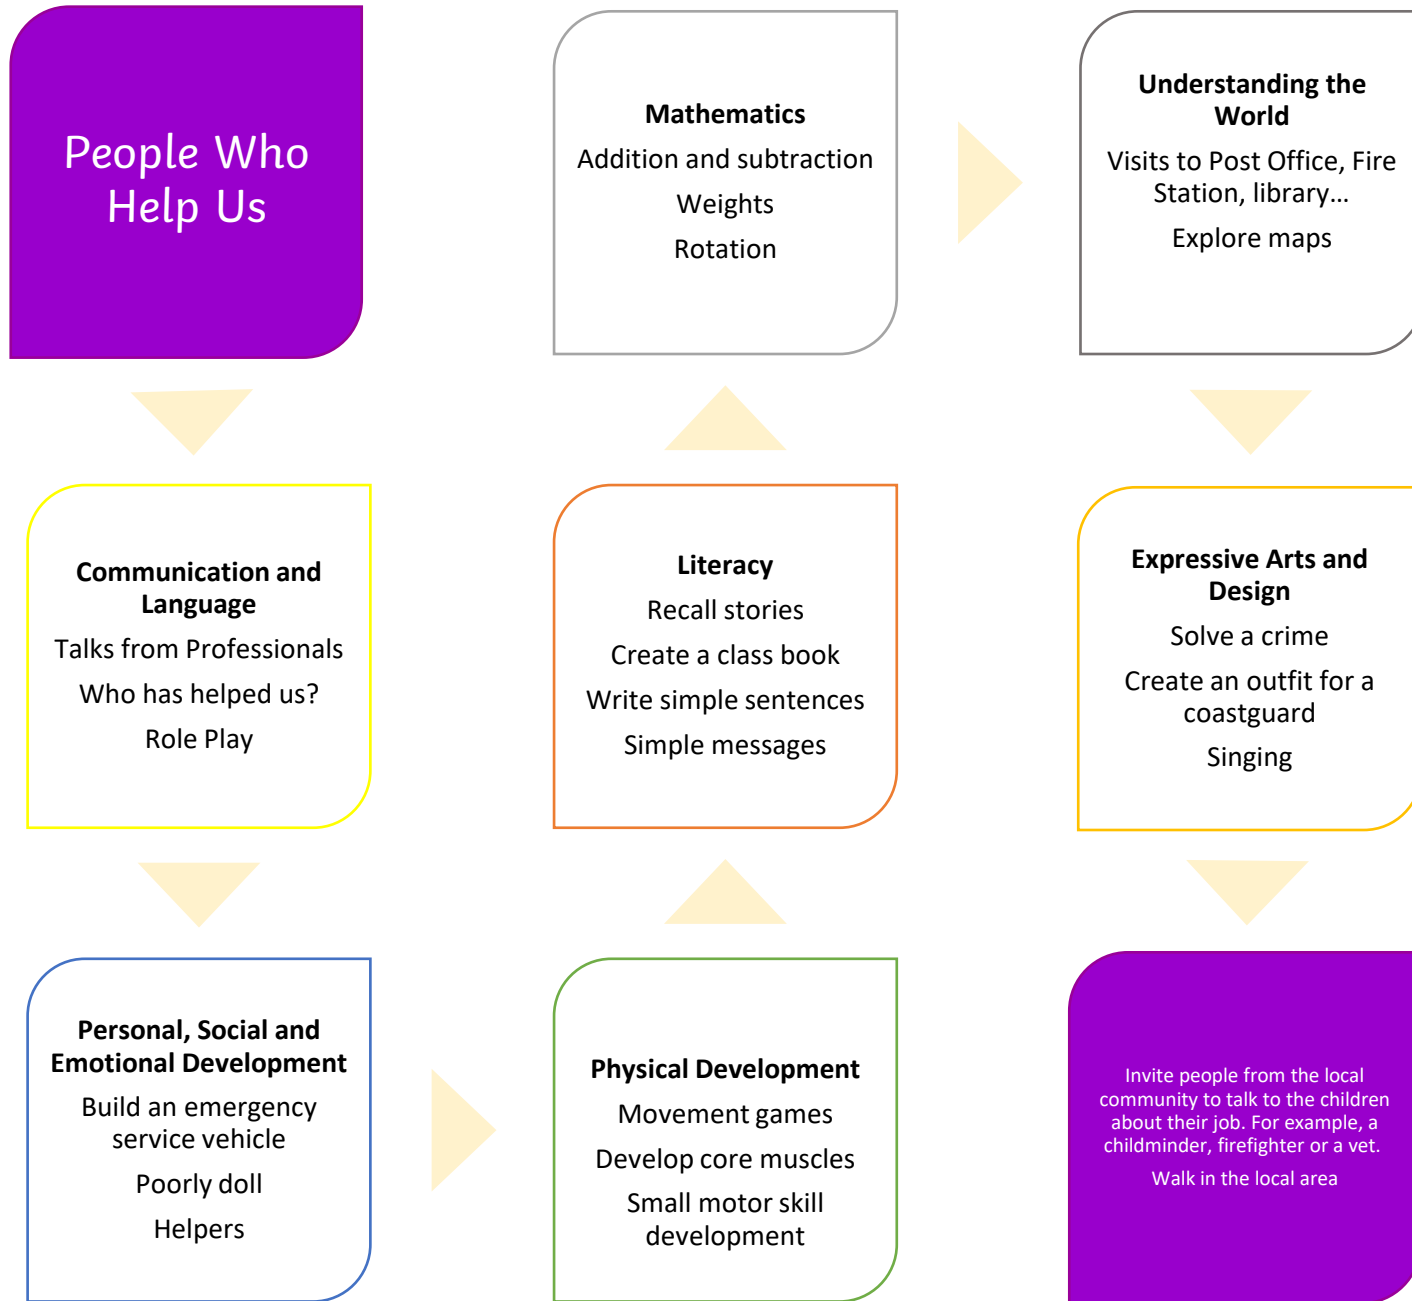 People Who
Help Us
Communication and
Language
Talks from Professionals
Who has helped us?
Role Play
Personal, Social and
Emotional Development
Build an emergency
service vehicle
Poorly doll
Helpers
Physical Development
Movement games
Develop core muscles
Small motor skill
development
Literacy
Recall stories
Create a class book
Write simple sentences
Simple messages
Mathematics
Addition and subtraction
Weights
Rotation
Understanding the
World
Visits to Post Office, Fire
Station, library...
Explore maps
Expressive Arts and
Design
Solve a crime
Create an outfit for a
coastguard
Singing
Invite people from the local
community to talk to the children
about their job. For example, a
childminder, firefighter or a vet.
Walk in the local area